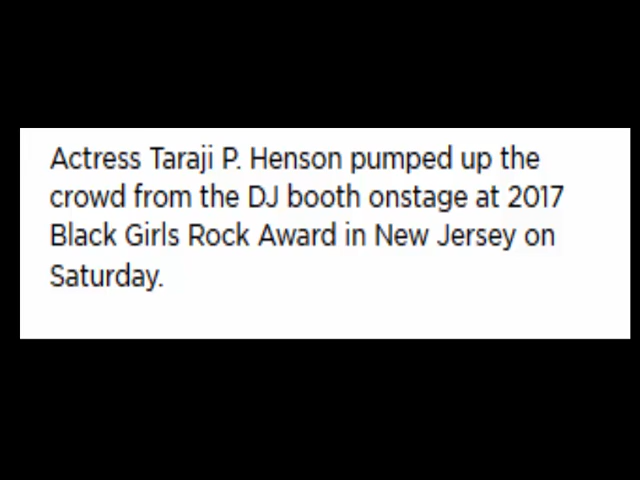 Actress Taraji P. Henson pumped up the
crowd from the DJ booth onstage at 2017
Black Girls Rock Award in New Jersey on
Saturday.